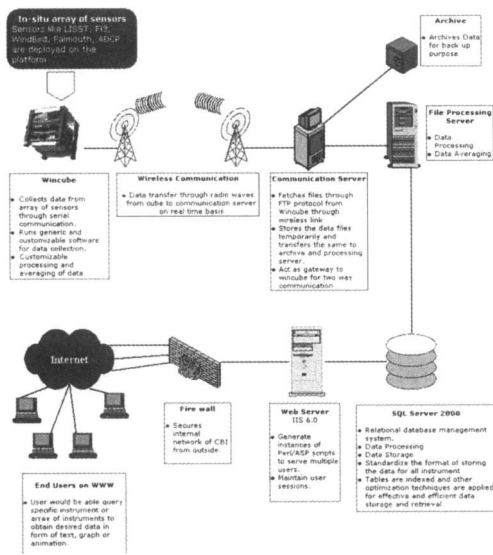 In-situ array of sensors
Sensors like LISST, FI3,
WindBird, Falmouth, ADCP
are deployed on the
platform
Archive
Archives Data
for back up
purpose
File Processing
Server
Data
Processing
Data Averaging
Wincube
Collects data from
array of sensors
through serial
communication.
Runs generic and
customizable software
for data collection.
Customizable
processing and
averaging of data
Wireless Communication
Data transfer through radio waves
from cube to communication server
on real time basis
Communication Server
Fetches files through
FTP protocol from
Wincube through
wireless link
Stores the data files
temporarily and
transfers the same to
archive and processing
server.
Act as gateway to
wincube for two way
communication
Internet
Fire wall
Secures
internal
network of CBI
from outside.
Web Server
IIS 6.0
Generate
instances of
Perl/ASP scripts
to serve multiple
users.
Maintain user
sessions.
SQL Server 2000
Relational database management
system.
Data Processing
Data Storage
Standardize the format of storing
the data for all instrument
Tables are indexed and other
optimization techniques are applied
for effective and efficient data
storage and retrieval
End Users on WWW
User would be able query
specific instrument or
array of instruments to
obtain desired data in
form of text, graph or
animation.